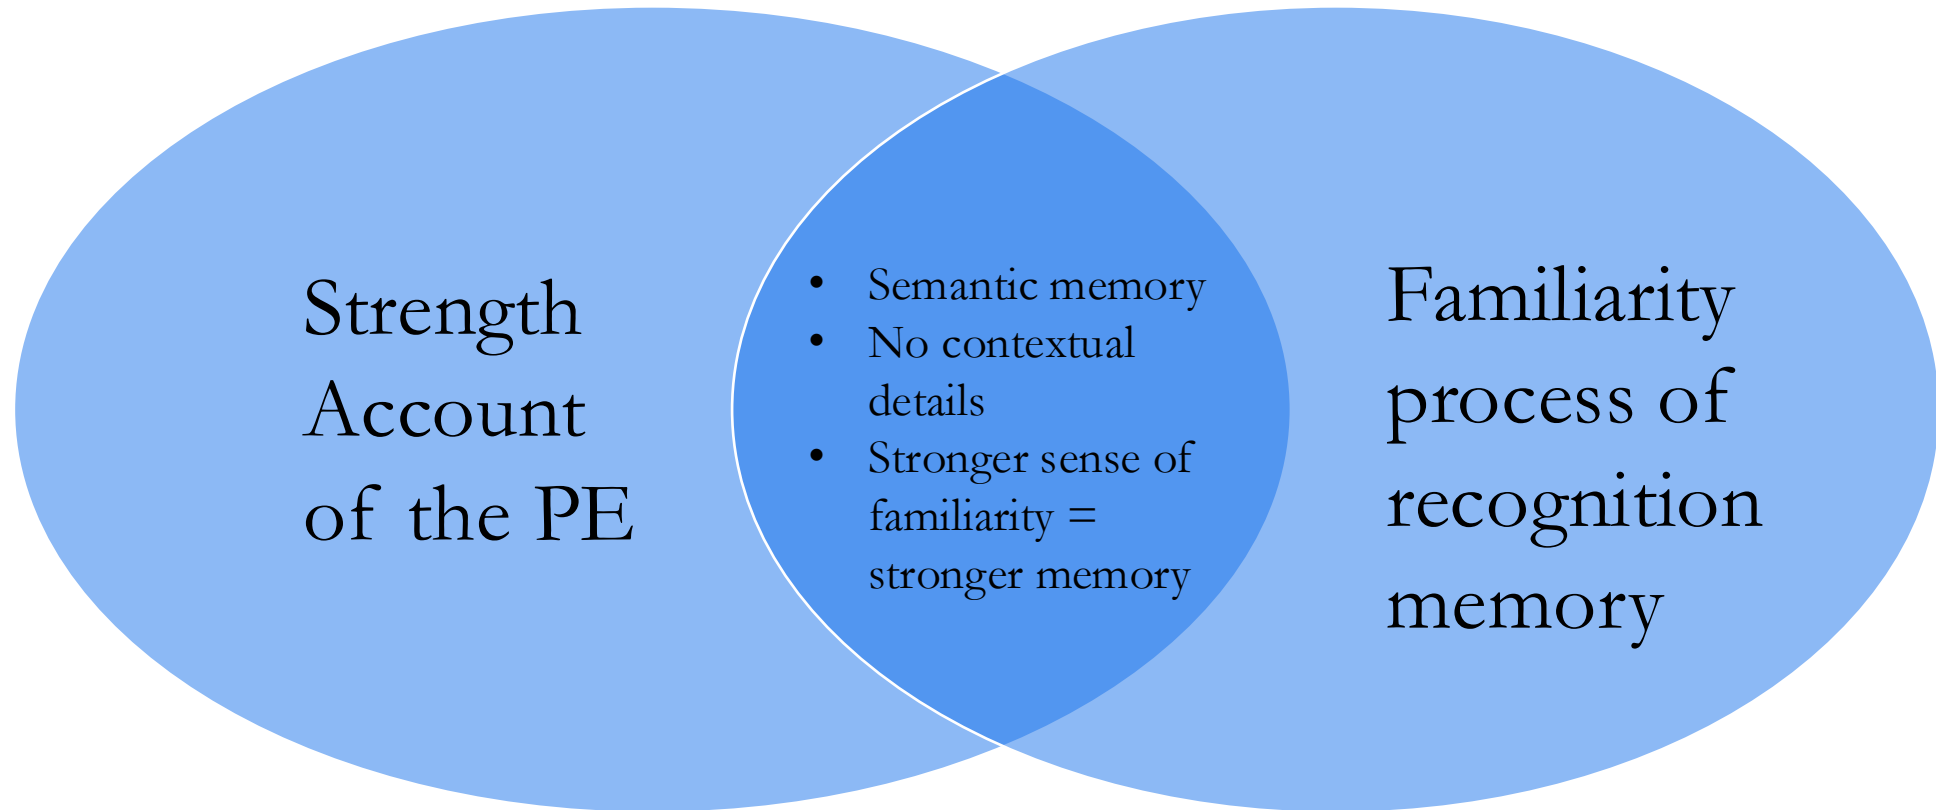 Strength
Account
of the PE
• Semantic memory
• No contextual
details
• Stronger sense of
familiarity =
stronger memory
Familiarity
process of
recognition
memory